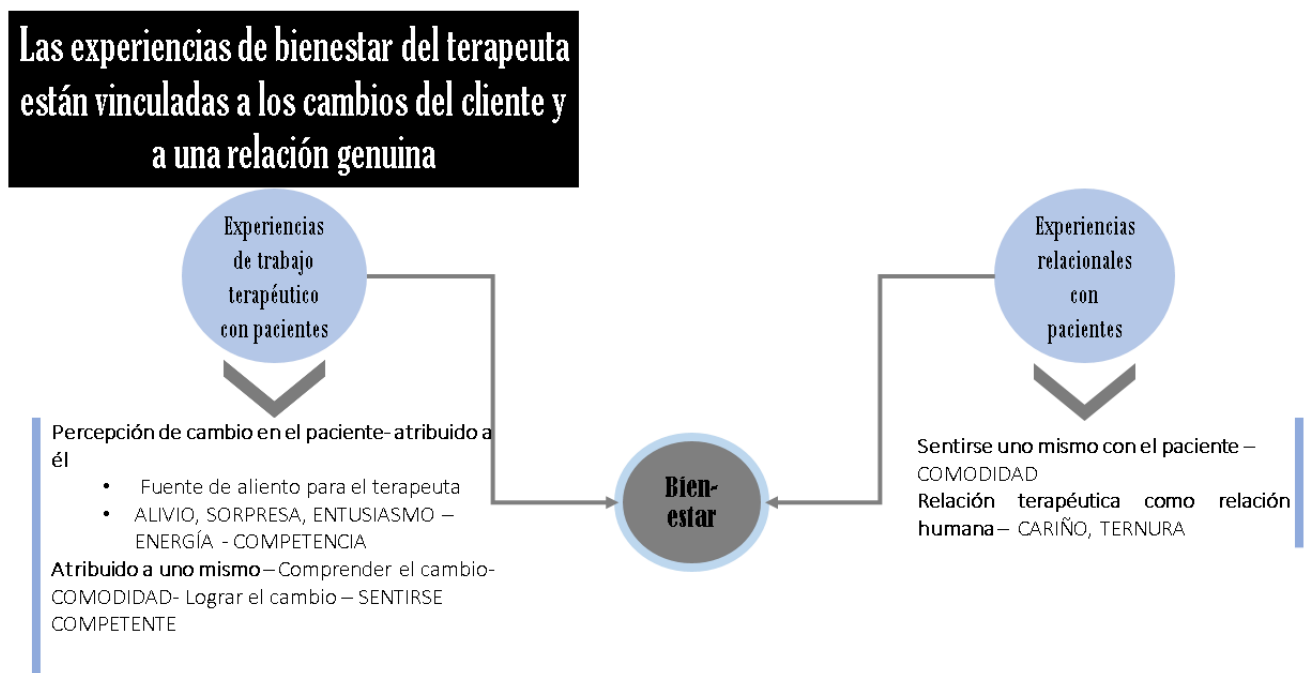 Las experiencias de bienestar del terapeuta
están vinculadas a los cambios del cliente y
a una relación genuina
Experiencias
de trabajo
terapéutico
con pacientes
Percepción de cambio en el paciente-atribuido a
él
• Fuente de aliento para el terapeuta
• ALIVIO, SORPRESA, ENTUSIASMO –
ENERGÍA - COMPETENCIA
Atribuido a uno mismo – Comprender el cambio-
COMODIDAD- Lograr el cambio – SENTIRSE
COMPETENTE
Bien-
estar
Experiencias
relacionales
con
pacientes
Sentirse uno mismo con el paciente –
COMODIDAD
Relación terapéutica como relación
humana – CARIÑO, TERNURA